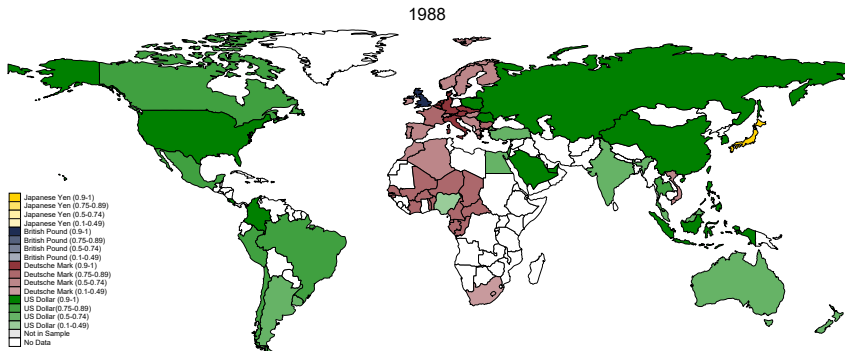 1988
Japanese Yen (0.9-1)
Japanese Yen (0.75-0.89)
Japanese Yen (0.5-0.74)
Japanese Yen (0.1-0.49)
British Pound (0.9-1)
British Pound (0.75-0.89)
British Pound (0.5-0.74)
British Pound (0.1-0.49)
Deutsche Mark (0.9-1)
Deutsche Mark (0.75-0.89)
Deutsche Mark (0.5-0.74)
Deutsche Mark (0.1-0.49)
US Dollar (0.9-1)
US Dollar(0.75-0.89)
US Dollar (0.5-0.74)
US Dollar (0.1-0.49)
Not in Sample
No Data